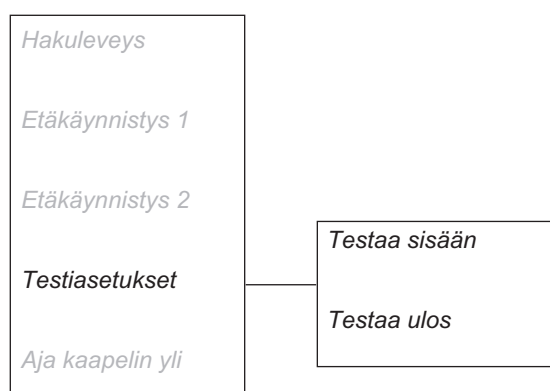 Hakuleveys
Etäkäynnistys 1
Etäkäynnistys 2
Testiasetukset
Aja kaapelin yli
Testaa sisään
Testaa ulos